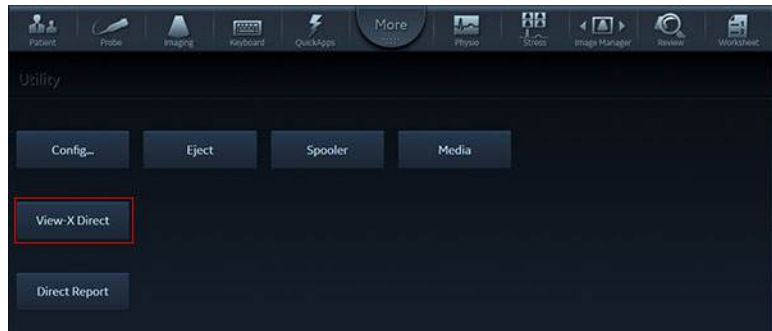 Patient Probe Imaging Keyboard QuickApps More Physio Stress Image Manager Review Worksheet
Utility
Config... Eject Spooler Media
View-X Direct
Direct Report